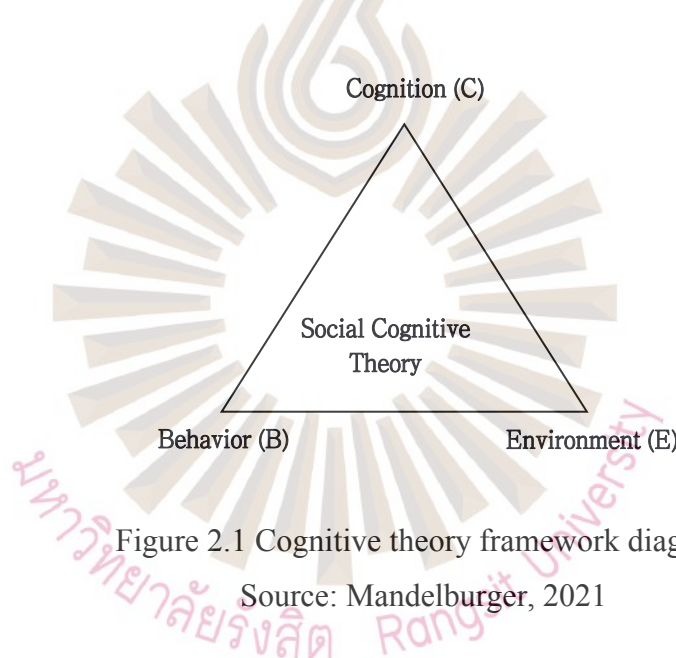 Cognition (C)
Social Cognitive
Theory
Behavior (B)
Environment (E)
Figure 2.1 Cognitive theory framework diag
Source: Mandelburger, 2021
มหาวิทยาลัยรังสิต Rangsit University